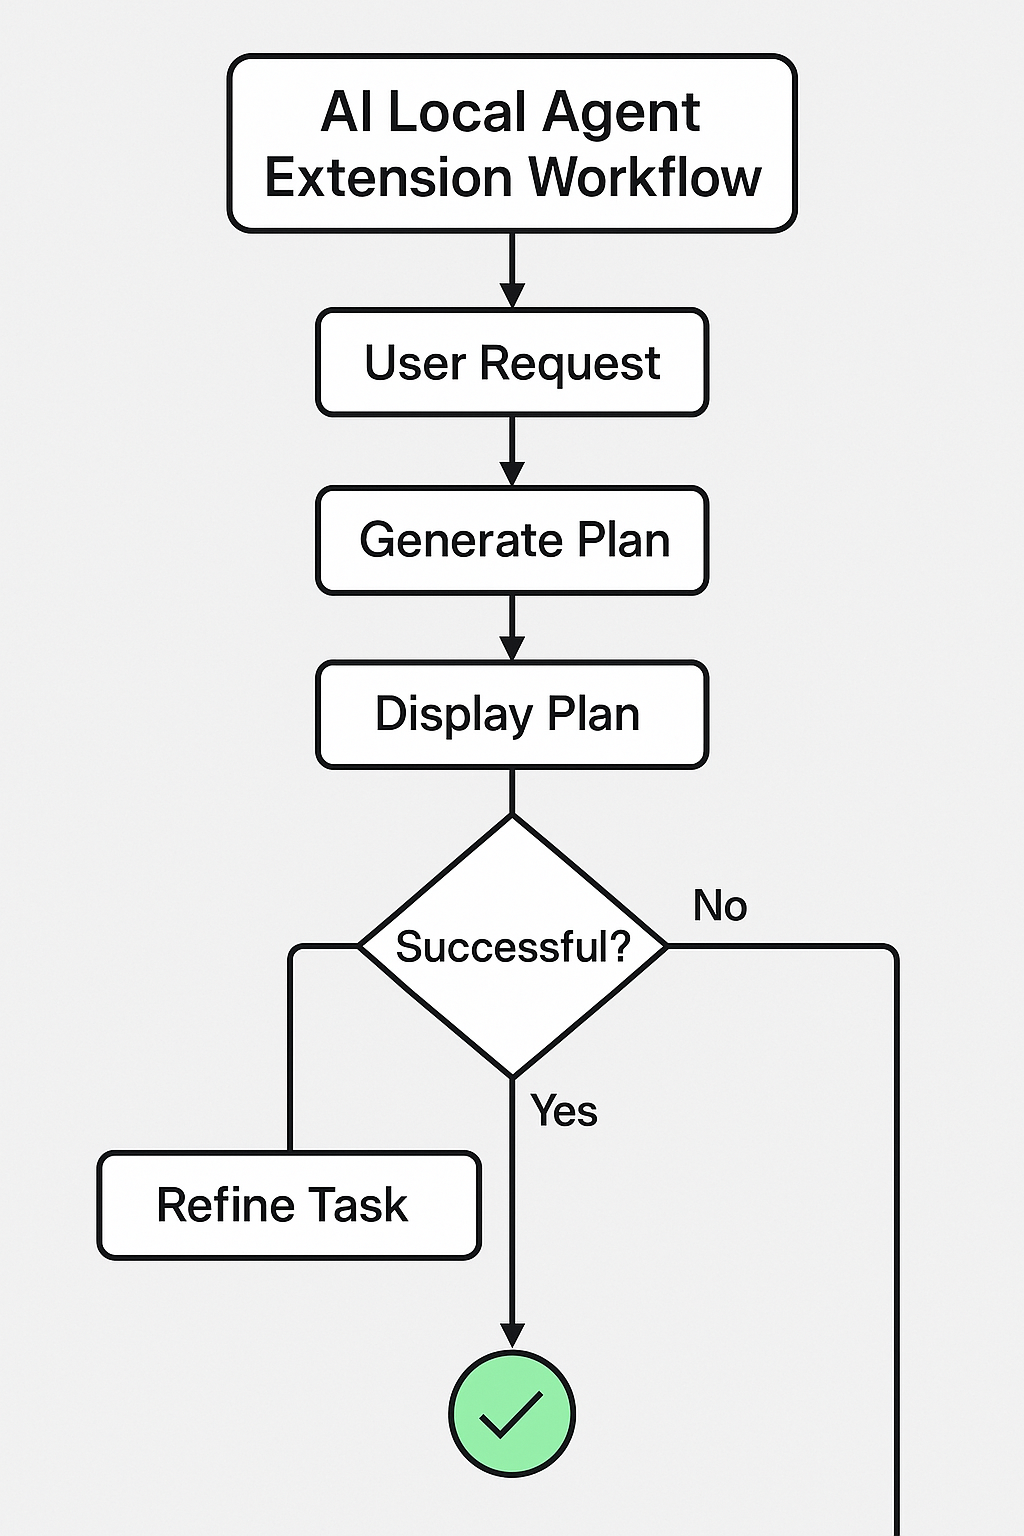 AI Local Agent
Extension Workflow
User Request
Generate Plan
Display Plan
Successful?
No
Yes
Refine Task